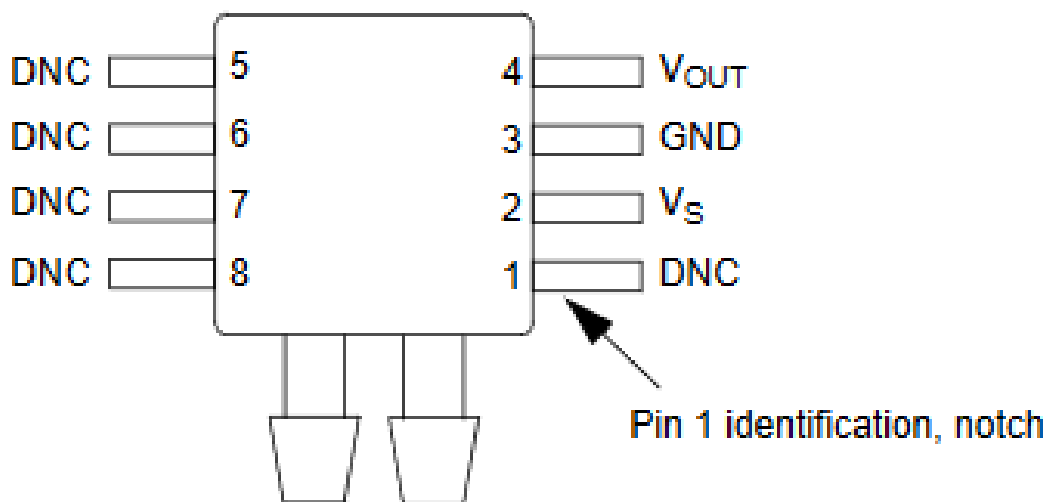 DNC 5 4 VOUT
DNC 6 3 GND
DNC 7 2 VS
DNC 8 1 DNC
Pin 1 identification, notch